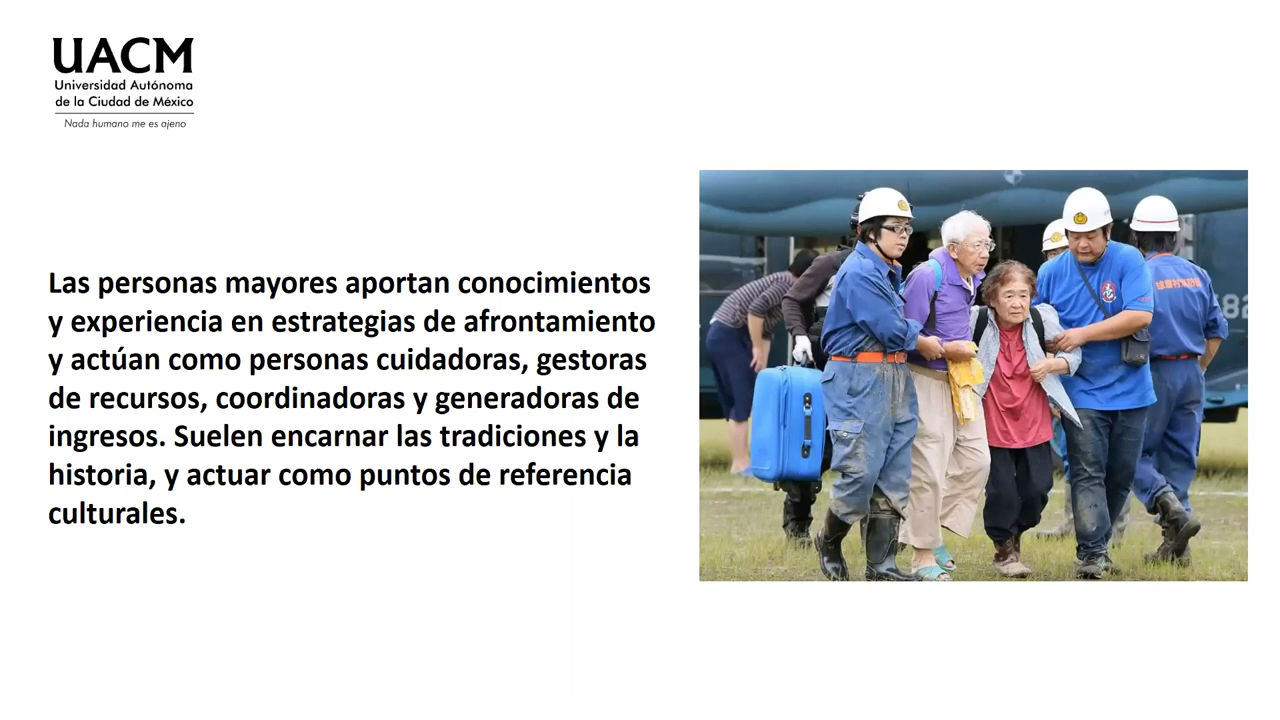 UACM
Universidad Autónoma
de la Ciudad de México
Nada humano me es ajeno
Las personas mayores aportan conocimientos
y experiencia en estrategias de afrontamiento
y actúan como personas cuidadoras, gestoras
de recursos, coordinadoras y generadoras de
ingresos. Suelen encarnar las tradiciones y la
historia, y actuar como puntos de referencia
culturales.
82